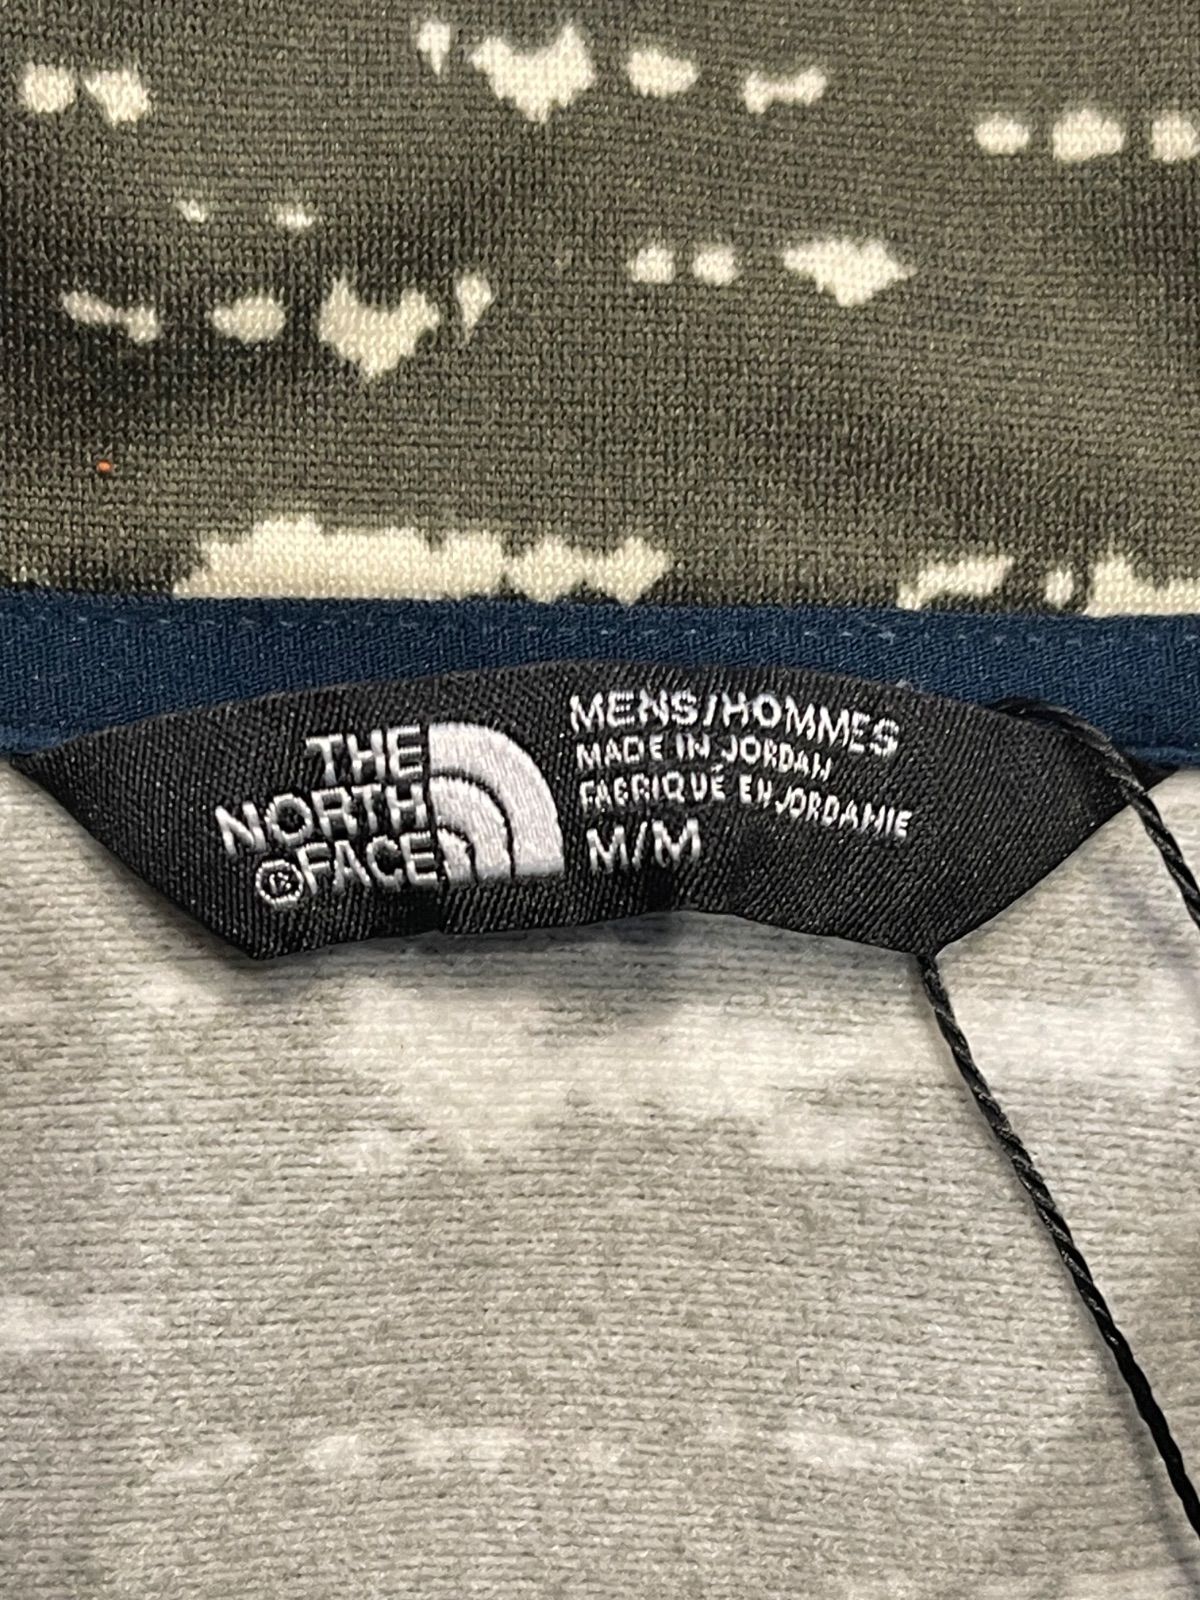 THE
NORTH
®FACE
MENS/HOMMES
MADE IN JORDAN
FABRIQUÉ EN JORDANIE
M/M